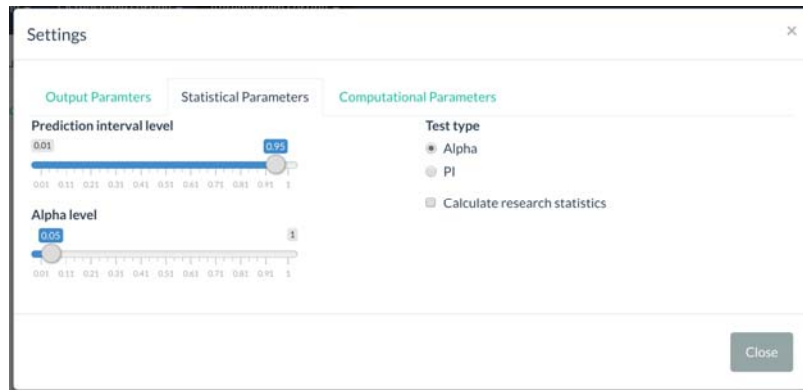 Settings
×
Output Paramters
Statistical Parameters
Computational Parameters
Prediction interval level
0.01
0.95
0.01 0.11 0.21 0.31 0.41 0.51 0.61 0.71 0.81 0.91 1
Alpha level
0.05
1
0.01 0.11 0.21 0.31 0.41 0.51 0.61 0.71 0.81 0.91 1
Test type
Alpha
PI
Calculate research statistics
Close